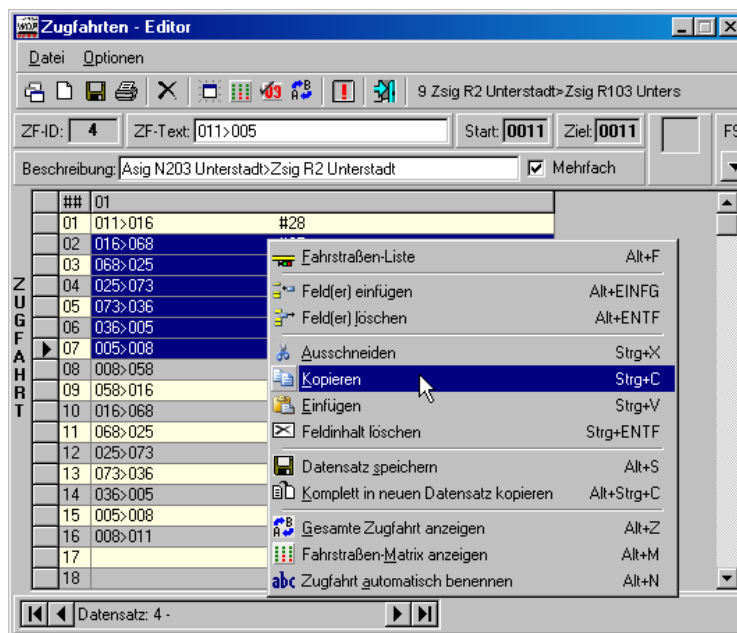 Zugfahrten - Editor
Datei Optionen
9 Zsig R2 Unterstadt>Zsig R103 Unters
ZF-ID: 4 ZF-Text: 011>005 Start: 0011 Ziel: 0011 FS
Beschreibung: Asig N203 Unterstadt>Zsig R2 Unterstadt Mehrfach
ZUGFAHRT
## 01
01 011>016 #28
02 016>068
03 068>025
04 025>073
05 073>036
06 036>005
07 005>008
08 008>058
09 058>016
10 016>068
11 068>025
12 025>073
13 073>036
14 036>005
15 005>008
16 008>011
17
18
Fahrstraßen-Liste Alt+F
Feld(er) einfügen Alt+EINFG
Feld(er) löschen Alt+ENTF
Ausschneiden Strg+X
Kopieren Strg+C
Einfügen Strg+V
Feldinhalt löschen Strg+ENTF
Datensatz speichern Alt+S
Komplett in neuen Datensatz kopieren Alt+Strg+C
Gesamte Zugfahrt anzeigen Alt+Z
Fahrstraßen-Matrix anzeigen Alt+M
abc Zugfahrt automatisch benennen Alt+N
Datensatz: 4 -